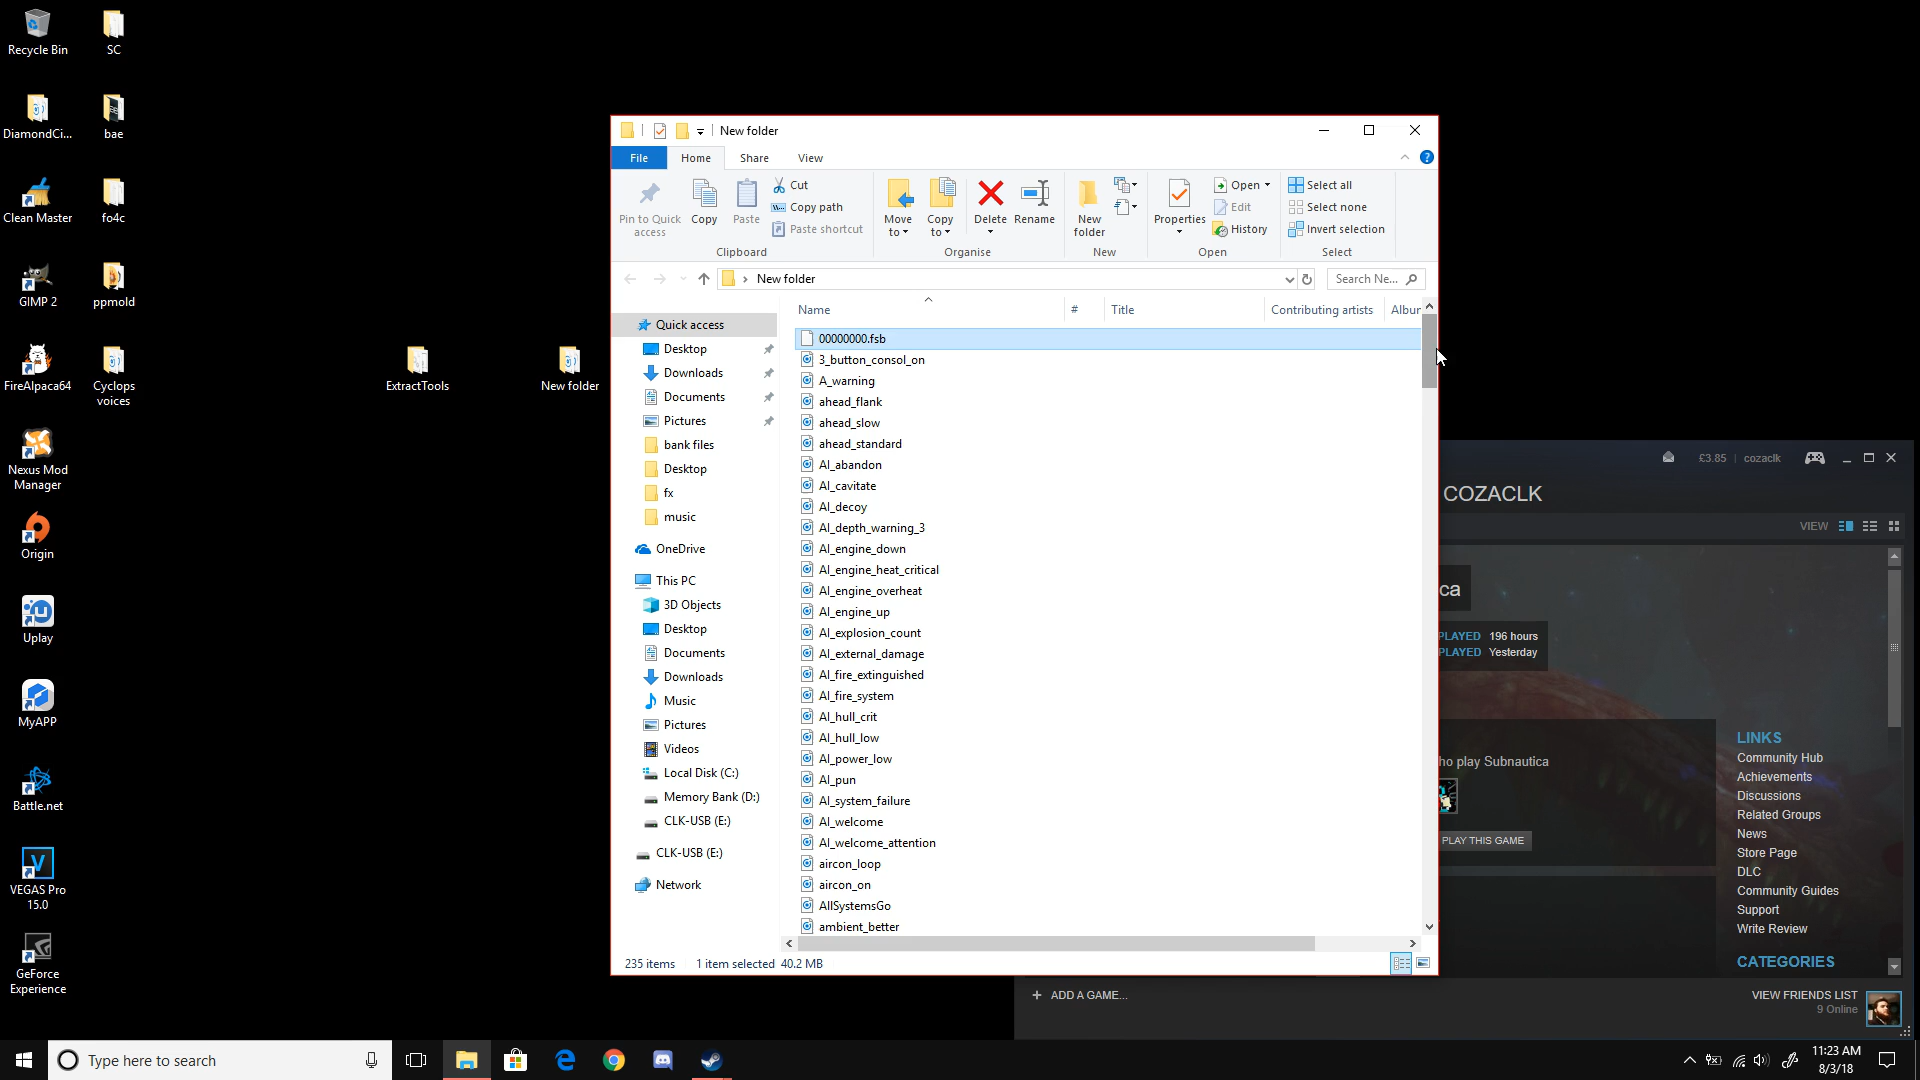 Recycle Bin
SC
DiamondCi...
bae
Clean Master
fo4c
GIMP 2
ppmold
FireAlpaca64
Cyclops
voices
ExtractTools
New folder
Nexus Mod
Manager
Origin
Uplay
MyAPP
Battle.net
VEGAS Pro
15.0
GeForce
Experience
New folder
File
Home
Share
View
Pin to Quick
access
Copy
Paste
Cut
Copy path
Paste shortcut
Clipboard
Move
to
Copy
to
Delete
Rename
Organise
New
folder
New
Properties
Open
Edit
History
Open
Select all
Select none
Invert selection
Select
New folder
Search Ne...
Quick access
Desktop
Downloads
Documents
Pictures
bank files
Desktop
fx
music
OneDrive
This PC
3D Objects
Desktop
Documents
Downloads
Music
Pictures
Videos
Local Disk (C:)
Memory Bank (D:)
CLK-USB (E:)
CLK-USB (E:)
Network
Name
#
Title
Contributing artists
Album
00000000.fsb
3_button_consol_on
A_warning
ahead_flank
ahead_slow
ahead_standard
AI_abandon
AI_cavitate
AI_decoy
AI_depth_warning_3
AI_engine_down
AI_engine_heat_critical
AI_engine_overheat
AI_engine_up
AI_explosion_count
AI_external_damage
AI_fire_extinguished
AI_fire_system
AI_hull_crit
AI_hull_low
AI_power_low
AI_pun
AI_system_failure
AI_welcome
AI_welcome_attention
aircon_loop
aircon_on
AllSystemsGo
ambient_better
235 items
1 item selected 40.2 MB
£3.85 | cozaclk
COZACLK
VIEW
ca
PLAYED 196 hours
PLAYED Yesterday
ho play Subnautica
PLAY THIS GAME
LINKS
Community Hub
Achievements
Discussions
Related Groups
News
Store Page
DLC
Community Guides
Support
Write Review
CATEGORIES
+ ADD A GAME...
VIEW FRIENDS LIST
9 Online
Type here to search
11:23 AM
8/3/18